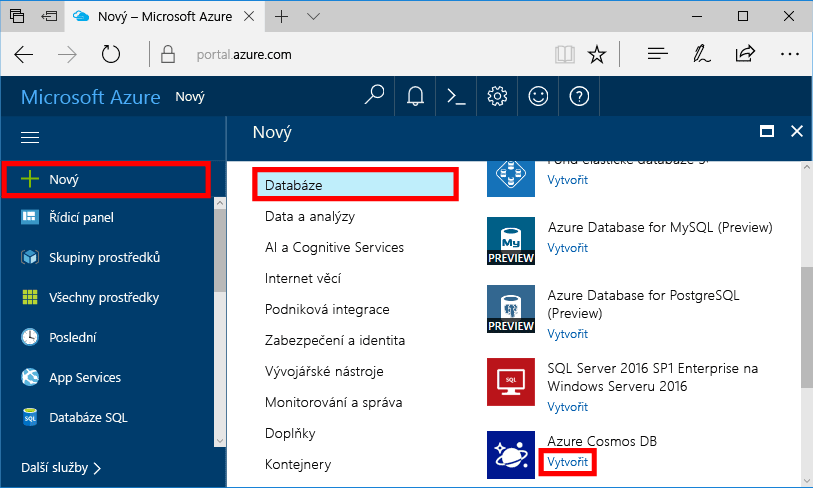 Nový – Microsoft Azure
portal.azure.com
Microsoft Azure Nový
Nový
Řídicí panel
Skupiny prostředků
Všechny prostředky
Poslední
App Services
SQL
Databáze SQL
Další služby
Nový
Databáze
Data a analýzy
AI a Cognitive Services
Internet věcí
Podniková integrace
Zabezpečení a identita
Vývojářské nástroje
Monitorování a správa
Doplňky
Kontejnery
Vytvořit
My
PREVIEW
Azure Database for MySQL (Preview)
Vytvořit
PREVIEW
Azure Database for PostgreSQL
(Preview)
Vytvořit
SQL
SQL Server 2016 SP1 Enterprise na
Windows Serveru 2016
Vytvořit
Azure Cosmos DB
Vytvořit